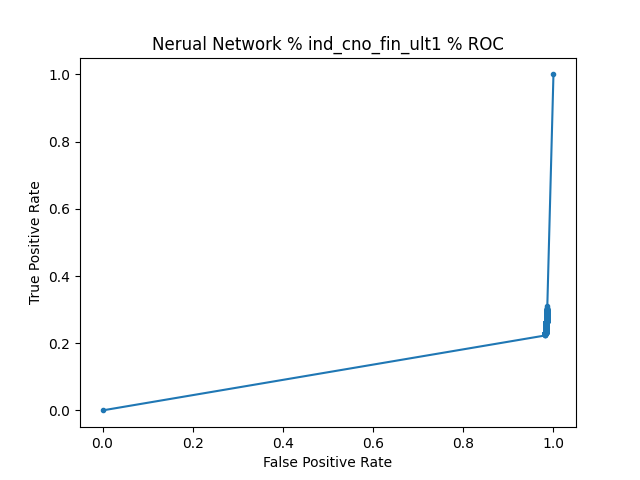 Nerual Network % ind_cno_fin_ult1 % ROC
1.0
0.8
0.6
0.4
0.2
0.0
True Positive Rate
0.0 0.2 0.4 0.6 0.8 1.0
False Positive Rate